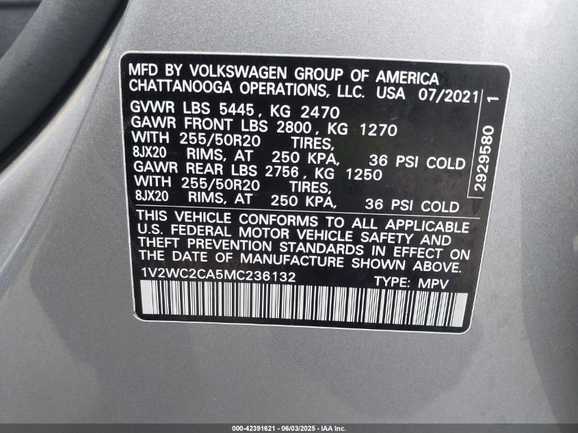 MFD BY VOLKSWAGEN GROUP OF AMERICA
CHATTANOOGA OPERATIONS, LLC. USA 07/2021
GVWR LBS 5445, KG 2470
GAWR FRONT LBS 2800, KG 1270
WITH 255/50R20 TIRES,
8JX20 RIMS, AT 250 KPA, 36 PSI COLD
GAWR REAR LBS 2756, KG 1250
WITH 255/50R20 TIRES,
8JX20 RIMS, AT 250 KPA, 36 PSI COLD
THIS VEHICLE CONFORMS TO ALL APPLICABLE
U.S. FEDERAL MOTOR VEHICLE SAFETY AND
THEFT PREVENTION STANDARDS IN EFFECT ON
THE DATE OF MANUFACTURE SHOWN ABOVE.
1V2WC2CA5MC236132 TYPE: MPV
2929580 1
000-42391621 - 06/03/2025 - IAA Inc.